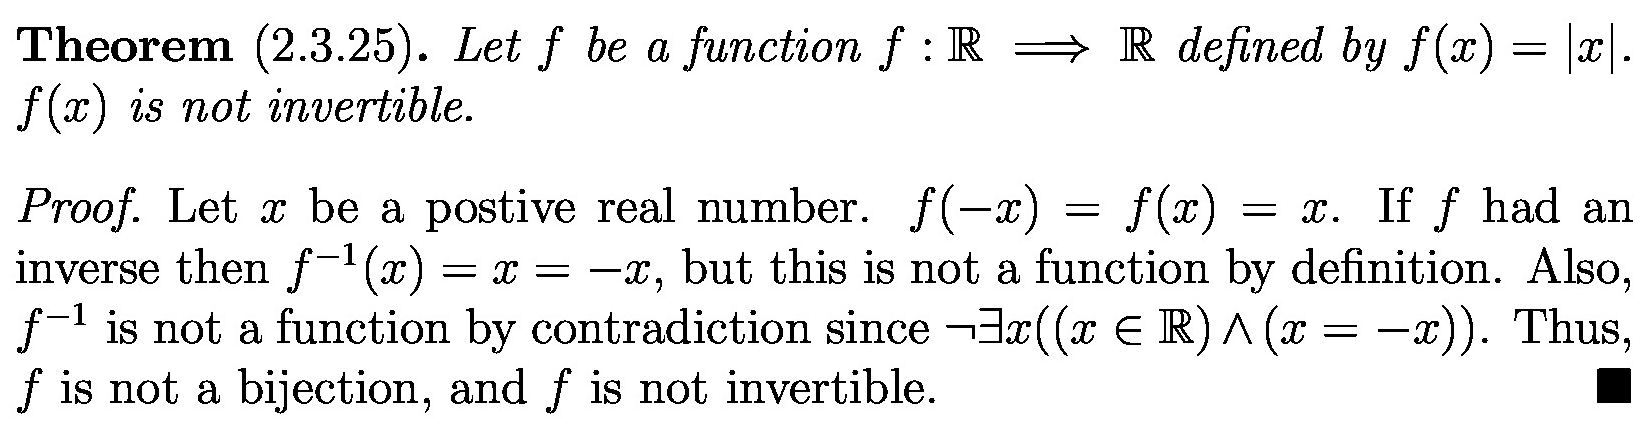 Theorem (2.3.25). Let f be a function f : ℝ ⟹ ℝ defined by f(x) = |x|.
f(x) is not invertible.
Proof. Let x be a postive real number. f(−x) = f(x) = x. If f had an
inverse then f⁻¹(x) = x = −x, but this is not a function by definition. Also,
f⁻¹ is not a function by contradiction since ¬∃x((x ∈ ℝ) ∧ (x = −x)). Thus,
f is not a bijection, and f is not invertible. ■